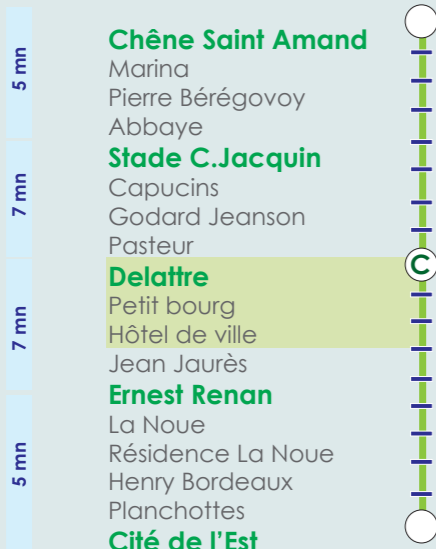 5 mn
Chêne Saint Amand
Marina
Pierre Bérégovoy
Abbaye
7 mn
Stade C.Jacquin
Capucins
Godard Jeanson
Pasteur
C
7 mn
Delattre
Petit bourg
Hôtel de ville
Jean Jaurès
5 mn
Ernest Renan
La Noue
Résidence La Noue
Henry Bordeaux
Planchottes
Cité de l'Est